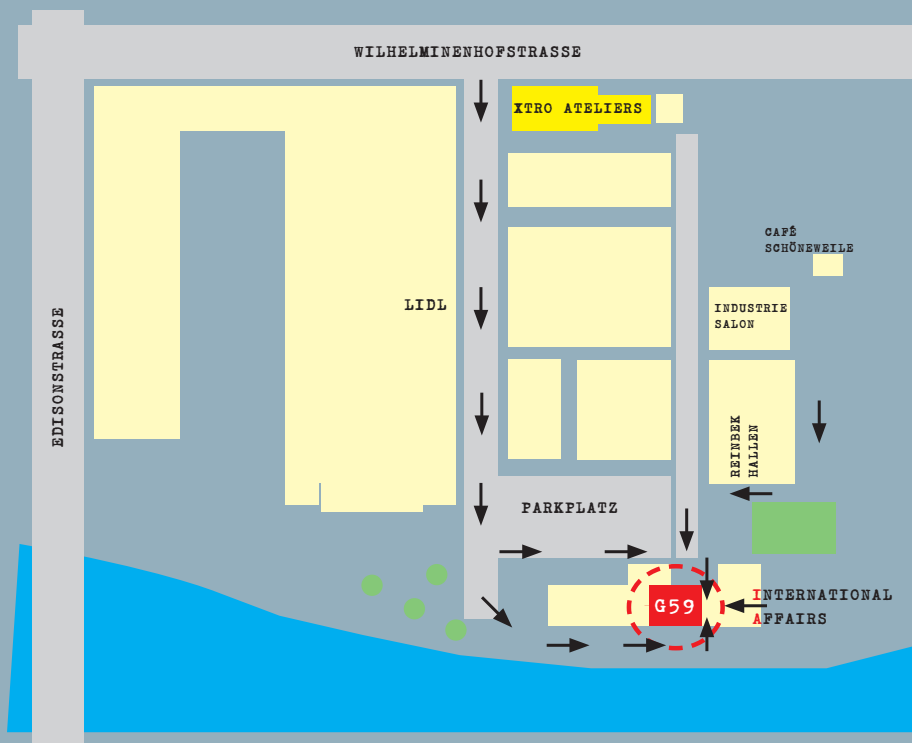 WILHELMINENHOFSTRASSE
XTRO ATELIERS
CAFÉ
SCHÖNEWEILE
LIDL
INDUSTRIE
SALON
EDISONSTRASSE
REINBEK
HALLEN
PARKPLATZ
G59
INTERNATIONAL
AFFAIRS